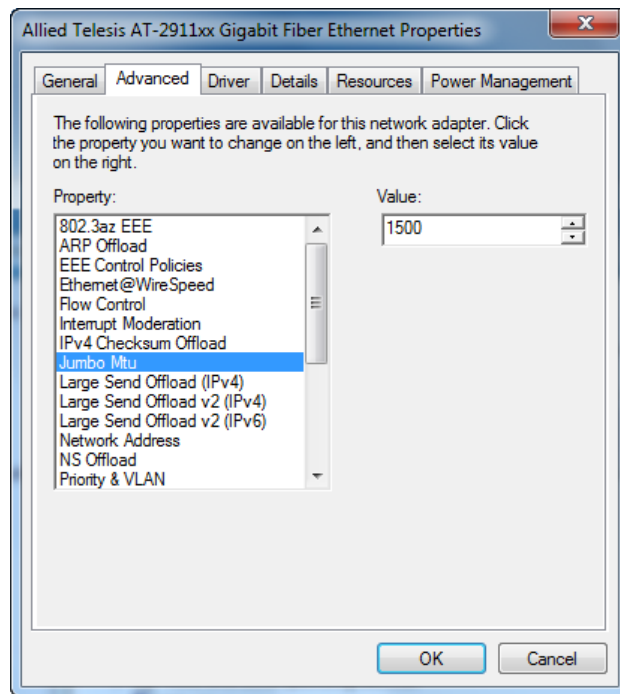 Allied Telesis AT-2911xx Gigabit Fiber Ethernet Properties
General Advanced Driver Details Resources Power Management
The following properties are available for this network adapter. Click
the property you want to change on the left, and then select its value
on the right.
Property:
802.3az EEE
ARP Offload
EEE Control Policies
Ethernet@WireSpeed
Flow Control
Interrupt Moderation
IPv4 Checksum Offload
Jumbo Mtu
Large Send Offload (IPv4)
Large Send Offload v2 (IPv4)
Large Send Offload v2 (IPv6)
Network Address
NS Offload
Priority & VLAN
Value:
1500
OK Cancel